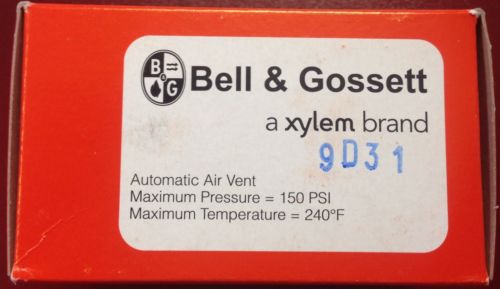 B &
& G
Bell & Gossett
a xylem brand
9D31
Automatic Air Vent
Maximum Pressure = 150 PSI
Maximum Temperature = 240°F